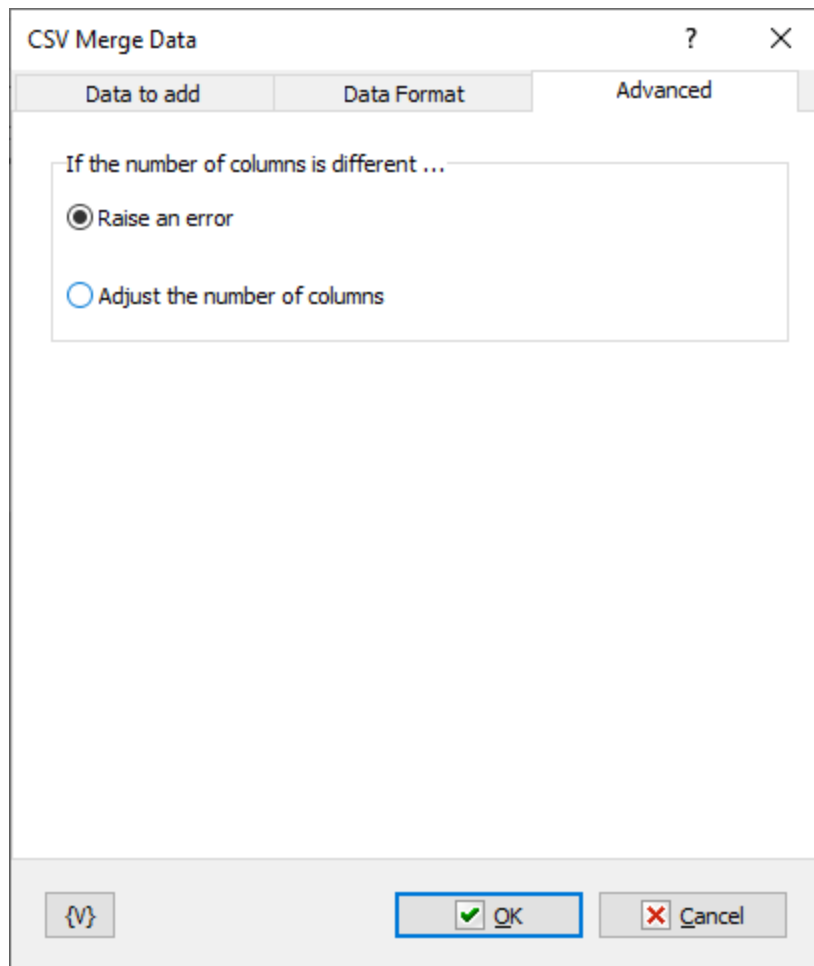 CSV Merge Data ?
Data to add Data Format Advanced
If the number of columns is different ...
Raise an error
Adjust the number of columns
{V} OK Cancel